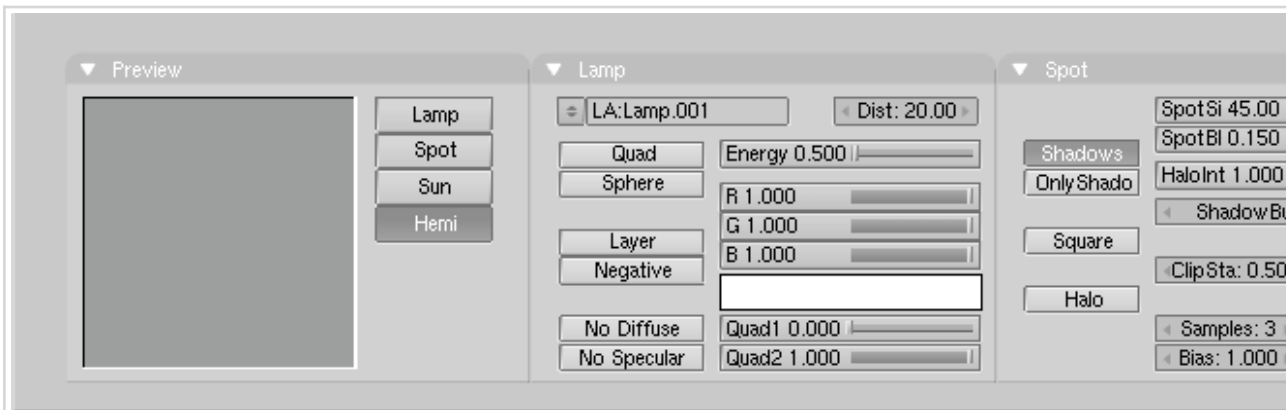 Preview
Lamp
Spot
Sun
Hemi
Lamp
LA:Lamp.001
Dist: 20.00
Quad
Energy 0.500
Sphere
R 1.000
G 1.000
Layer
B 1.000
Negative
No Diffuse
Quad1 0.000
No Specular
Quad2 1.000
Spot
SpotSi 45.00
SpotBl 0.150
Shadows
OnlyShado
HaloInt 1.000
ShadowBu
Square
ClipSta: 0.50
Halo
Samples: 3
Bias: 1.000